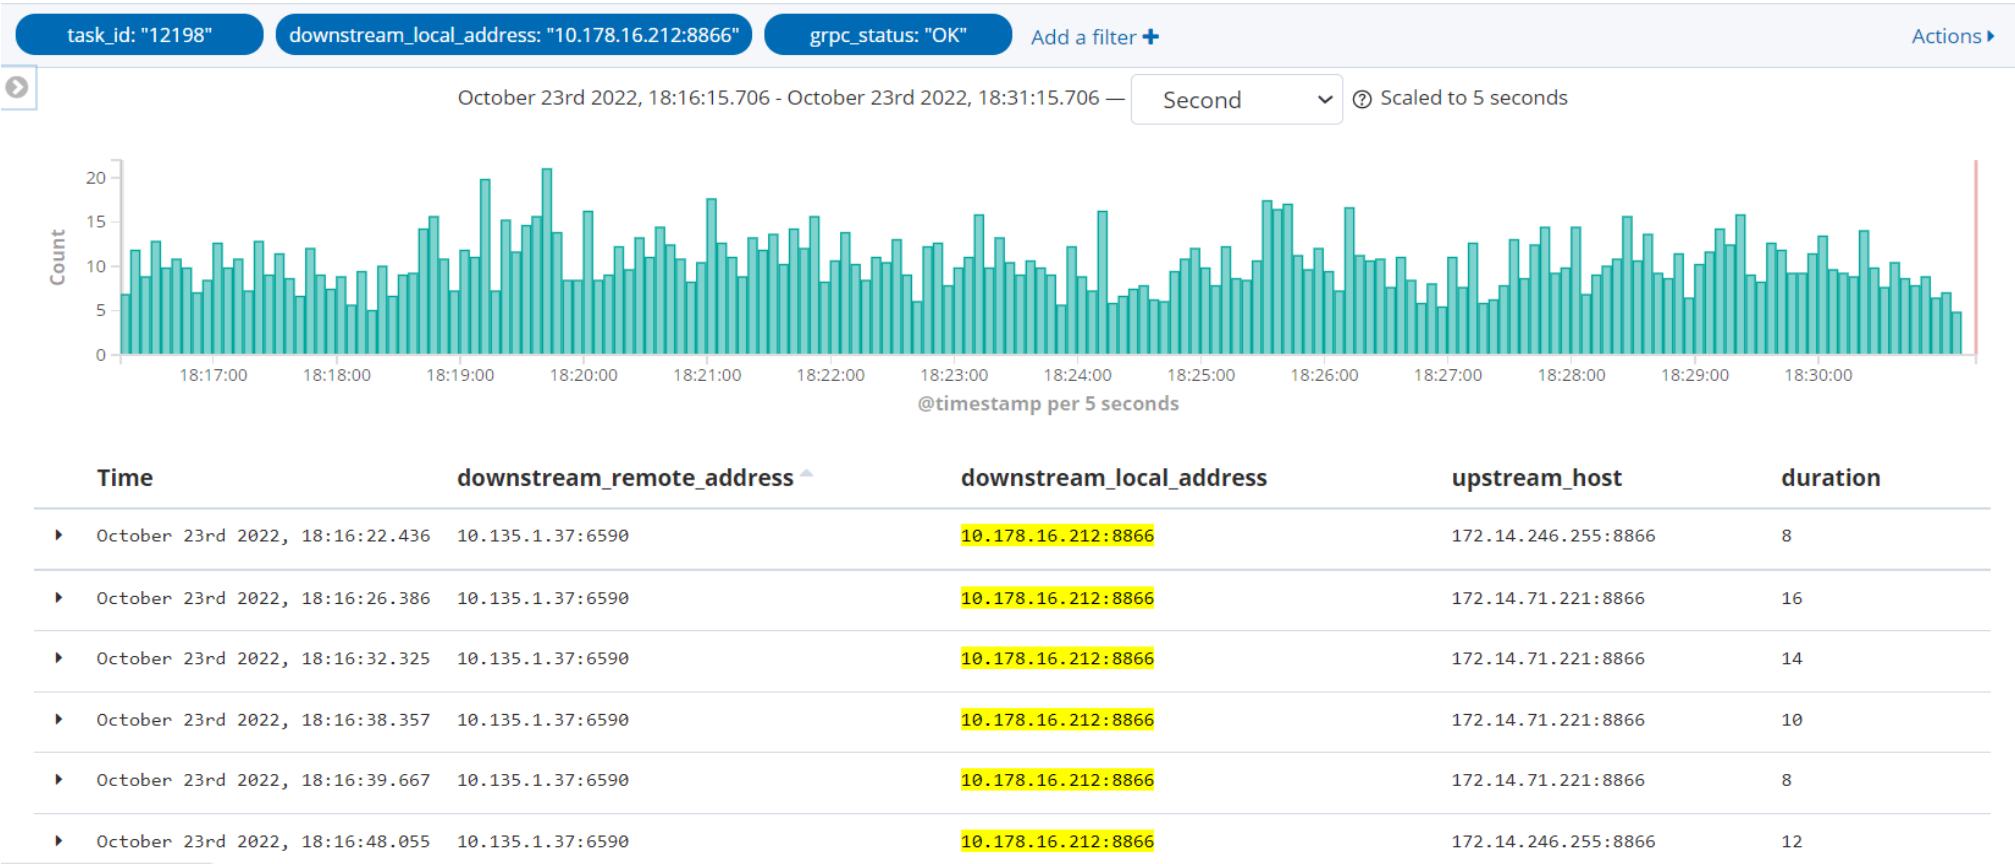 task_id: "12198" downstream_local_address: "10.178.16.212:8866" grpc_status: "OK" Add a filter + Actions
October 23rd 2022, 18:16:15.706 - October 23rd 2022, 18:31:15.706 — Second Scaled to 5 seconds
Count
20
15
10
5
0
18:17:00 18:18:00 18:19:00 18:20:00 18:21:00 18:22:00 18:23:00 18:24:00 18:25:00 18:26:00 18:27:00 18:28:00 18:29:00 18:30:00
@timestamp per 5 seconds
Time downstream_remote_address downstream_local_address upstream_host duration
October 23rd 2022, 18:16:22.436 10.135.1.37:6590 10.178.16.212:8866 172.14.246.255:8866 8
October 23rd 2022, 18:16:26.386 10.135.1.37:6590 10.178.16.212:8866 172.14.71.221:8866 16
October 23rd 2022, 18:16:32.325 10.135.1.37:6590 10.178.16.212:8866 172.14.71.221:8866 14
October 23rd 2022, 18:16:38.357 10.135.1.37:6590 10.178.16.212:8866 172.14.71.221:8866 10
October 23rd 2022, 18:16:39.667 10.135.1.37:6590 10.178.16.212:8866 172.14.71.221:8866 8
October 23rd 2022, 18:16:48.055 10.135.1.37:6590 10.178.16.212:8866 172.14.246.255:8866 12